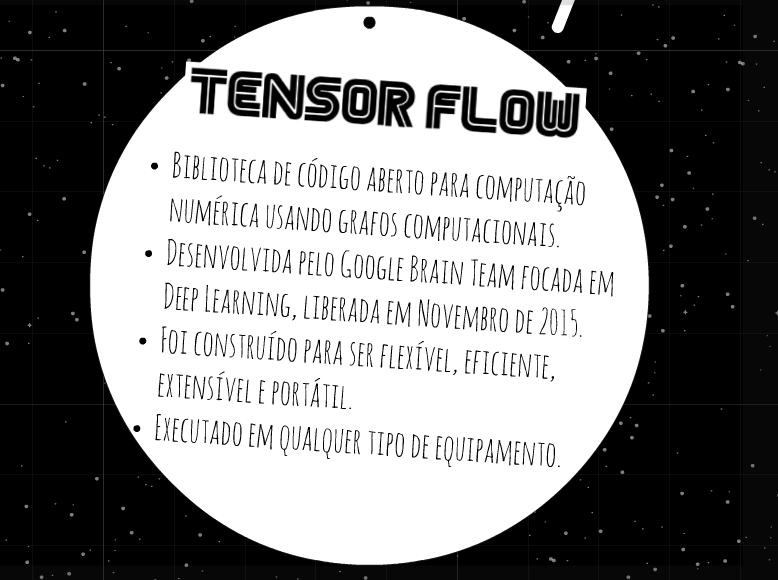 TENSOR FLOW
• BIBLIOTECA DE CÓDIGO ABERTO PARA COMPUTAÇÃO
NUMÉRICA USANDO GRAFOS COMPUTACIONAIS.
• DESENVOLVIDA PELO GOOGLE BRAIN TEAM FOCADA EM
DEEP LEARNING, LIBERADA EM NOVEMBRO DE 2015.
• FOI CONSTRUÍDO PARA SER FLEXÍVEL, EFICIENTE,
EXTENSÍVEL E PORTÁTIL.
• EXECUTADO EM QUALQUER TIPO DE EQUIPAMENTO.